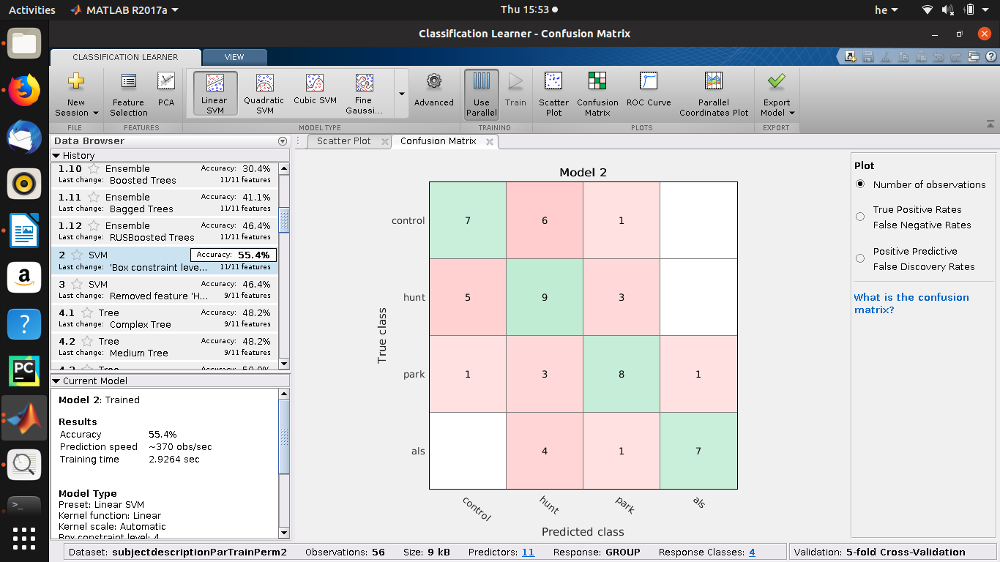 Activities MATLAB R2017a Thu 15:53 he
Classification Learner - Confusion Matrix
CLASSIFICATION LEARNER VIEW
New Session
Feature Selection
PCA
Linear SVM
Quadratic SVM
Cubic SVM
Fine Gaussi...
Advanced
Use Parallel
Train
Scatter Plot
Confusion Matrix
ROC Curve
Parallel Coordinates Plot
Export Model
FILE FEATURES MODEL TYPE TRAINING PLOTS EXPORT
Data Browser
History
1.10 Ensemble Accuracy: 30.4%
Last change: Boosted Trees 11/11 features
1.11 Ensemble Accuracy: 41.1%
Last change: Bagged Trees 11/11 features
1.12 Ensemble Accuracy: 46.4%
Last change: RUSBoosted Trees 11/11 features
2 SVM Accuracy: 55.4%
Last change: 'Box constraint leve... 11/11 features
3 SVM Accuracy: 46.4%
Last change: Removed feature 'H... 9/11 features
4.1 Tree Accuracy: 48.2%
Last change: Complex Tree 9/11 features
4.2 Tree Accuracy: 48.2%
Last change: Medium Tree 9/11 features
4.3 Tree Accuracy: 50.0%
Current Model
Model 2: Trained
Results
Accuracy 55.4%
Prediction speed ~370 obs/sec
Training time 2.9264 sec
Model Type
Preset: Linear SVM
Kernel function: Linear
Kernel scale: Automatic
Box constraint level: 4
Scatter Plot Confusion Matrix
Model 2
True class
control 7 6 1
hunt 5 9 3
park 1 3 8 1
als 4 1 7
control hunt park als
Predicted class
Plot
Number of observations
True Positive Rates
False Negative Rates
Positive Predictive
False Discovery Rates
What is the confusion
matrix?
Dataset: subjectdescriptionParTrainPerm2 Observations: 56 Size: 9 kB Predictors: 11 Response: GROUP Response Classes: 4 Validation: 5-fold Cross-Validation
a
?
PC
>_